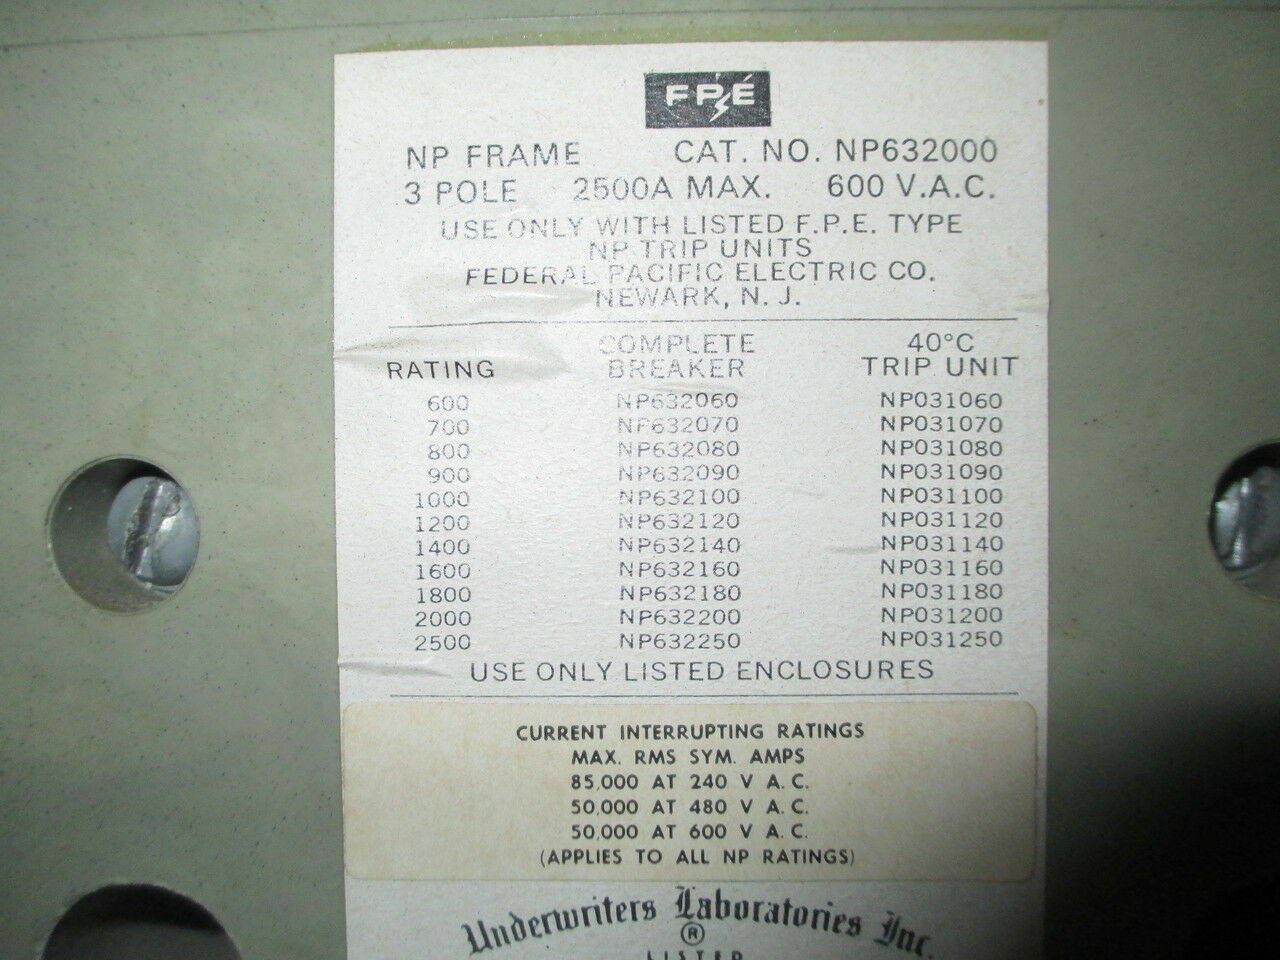 FPE
NP FRAME CAT. NO. NP632000
3 POLE 2500A MAX. 600 V.A.C.
USE ONLY WITH LISTED F.P.E. TYPE
NP TRIP UNITS
FEDERAL PACIFIC ELECTRIC CO.
NEWARK, N. J.
COMPLETE 40°C
RATING BREAKER TRIP UNIT
600 NP632060 NP031060
700 NP632070 NP031070
800 NP632080 NP031080
900 NP632090 NP031090
1000 NP632100 NP031100
1200 NP632120 NP031120
1400 NP632140 NP031140
1600 NP632160 NP031160
1800 NP632180 NP031180
2000 NP632200 NP031200
2500 NP632250 NP031250
USE ONLY LISTED ENCLOSURES
CURRENT INTERRUPTING RATINGS
MAX. RMS SYM. AMPS
85,000 AT 240 V A.C.
50,000 AT 480 V A.C.
50,000 AT 600 V A.C.
(APPLIES TO ALL NP RATINGS)
Underwriters Laboratories Inc.
®
LISTED